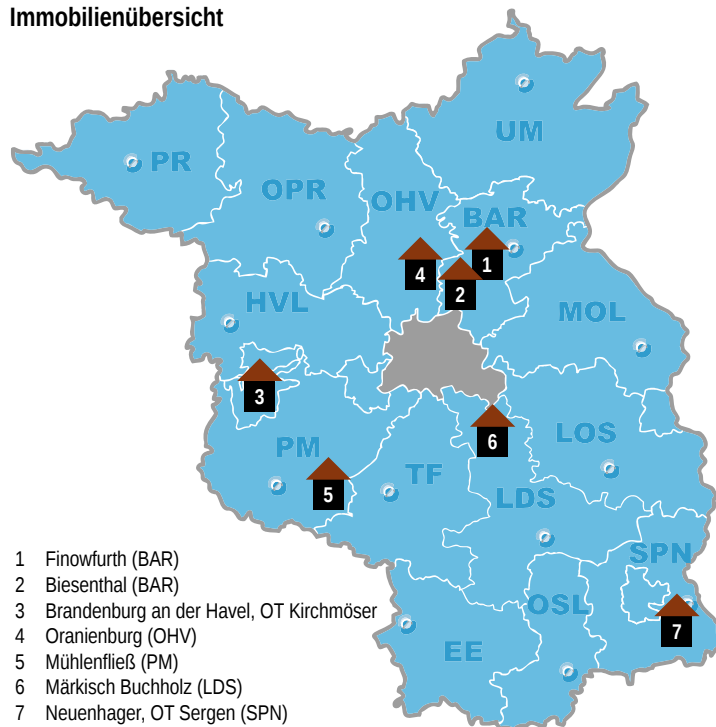 Immobilienübersicht
UM
PR
OPR
OHV
BAR
1
4
2
HVL
MOL
3
LOS
6
PM
TF
5
LDS
SPN
OSL
7
EE
1 Finowfurth (BAR)
2 Biesenthal (BAR)
3 Brandenburg an der Havel, OT Kirchmöser
4 Oranienburg (OHV)
5 Mühlenfließ (PM)
6 Märkisch Buchholz (LDS)
7 Neuenhager, OT Sergen (SPN)